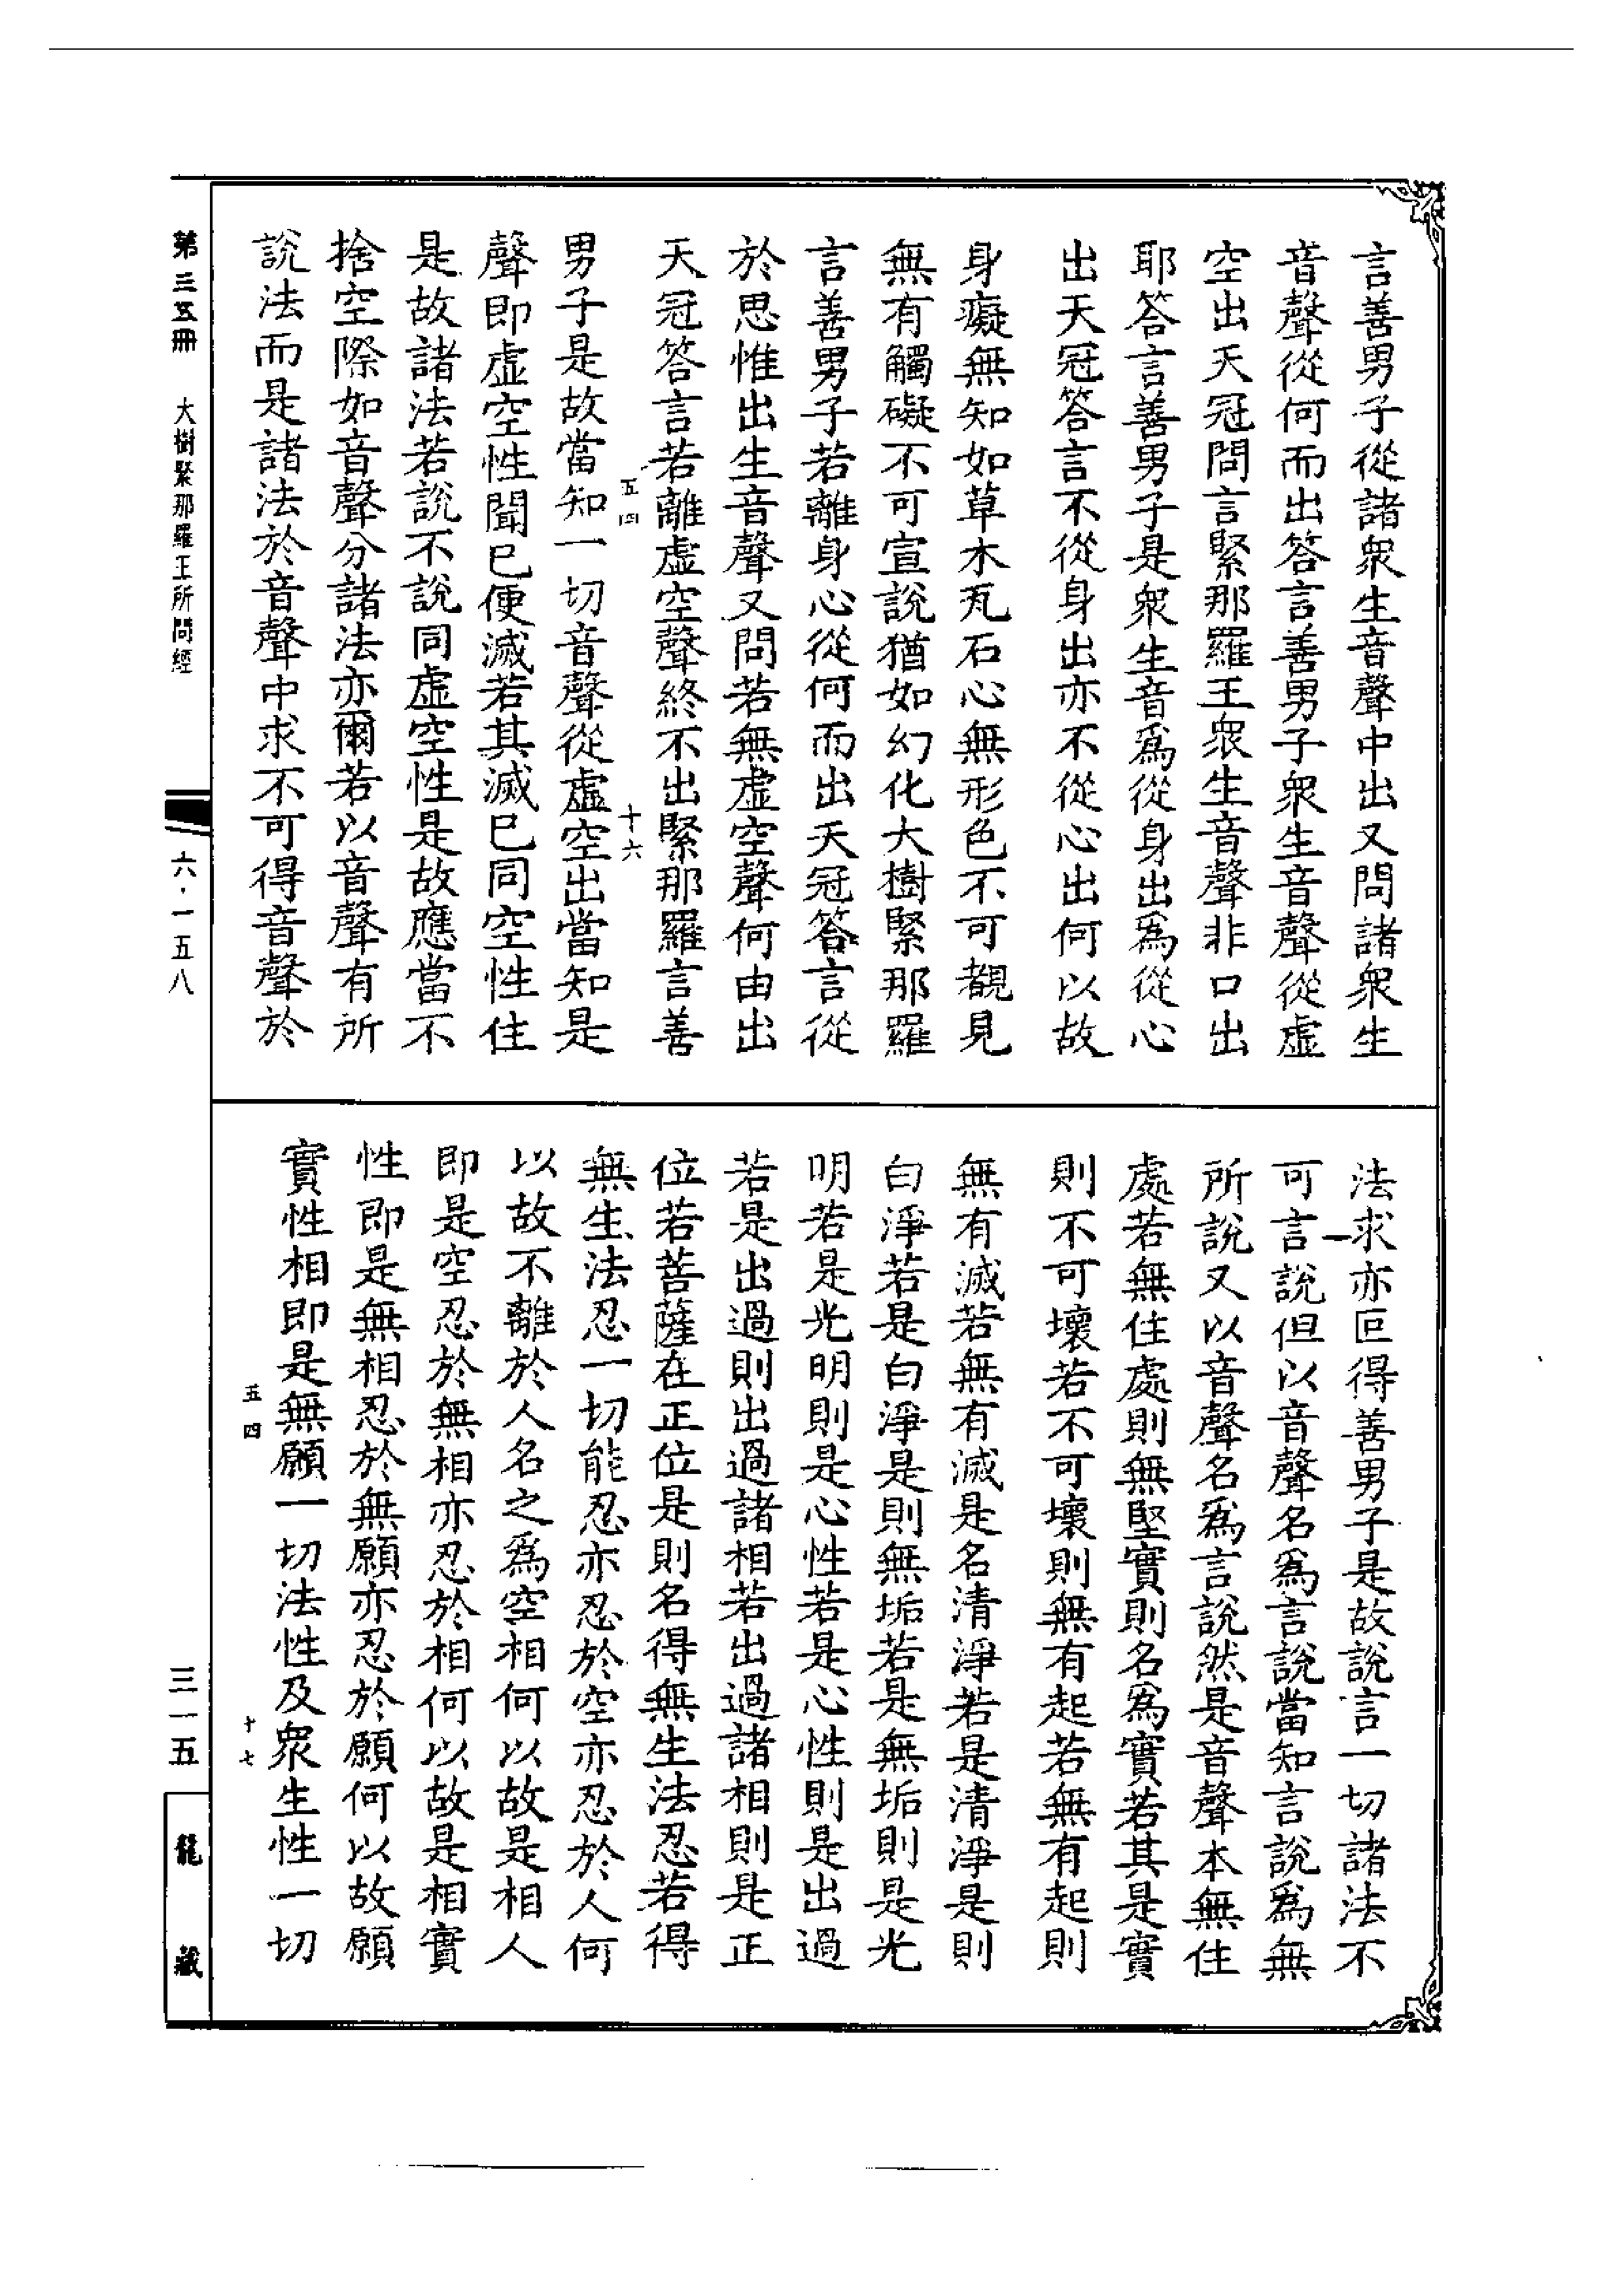 言善男子從諸衆生音聲中出又問諸衆生
音聲從何而出答言善男子衆生音聲從虛
空出天冠問言緊那羅王衆生音聲非口出
耶答言善男子是衆生音爲從身出爲從心
出天冠答言不從身出亦不從心出何以故
身癡無知如草木瓦石心無形色不可覩見
無有觸礙不可宣說猶如幻化大樹緊那羅
言善男子若離身心從何而出天冠答言從
於思惟出生音聲又問若無虛空聲何由出
天冠答言若離虛空聲終不出緊那羅言善
五四 十六
男子是故當知一切音聲從虛空出當知是
聲即虛空性聞已便滅若其滅已同空性住
是故諸法若說不說同虛空性是故應當不
捨空際如音聲分諸法亦爾若以音聲有所
說法而是諸法於音聲中求不可得音聲於
法求亦叵得善男子是故說言一切諸法不
可言說但以音聲名爲言說當知言說爲無
所說又以音聲名爲言說然是音聲本無住
處若無住處則無堅實則名爲實若其是實
則不可壞若不可壞則無有起若無有起則
無有滅若無有滅是名清淨若是清淨是則
白淨若是白淨是則無垢若是無垢則是光
明若是光明則是心性若是心性則是出過
若是出過則出過諸相若出過諸相則是正
位若菩薩在正位是則名得無生法忍若得
無生法忍一切能忍亦忍於空亦忍於人何
以故不離於人名之爲空相何以故是相人
即是空忍於無相亦忍於相何以故是相實
性即是無相忍於無願亦忍於願何以故願
實性相即是無願一切法性及衆生性一切
五四 十七
第三五冊 大樹緊那羅王所問經
六·一五八
三一五
龍藏